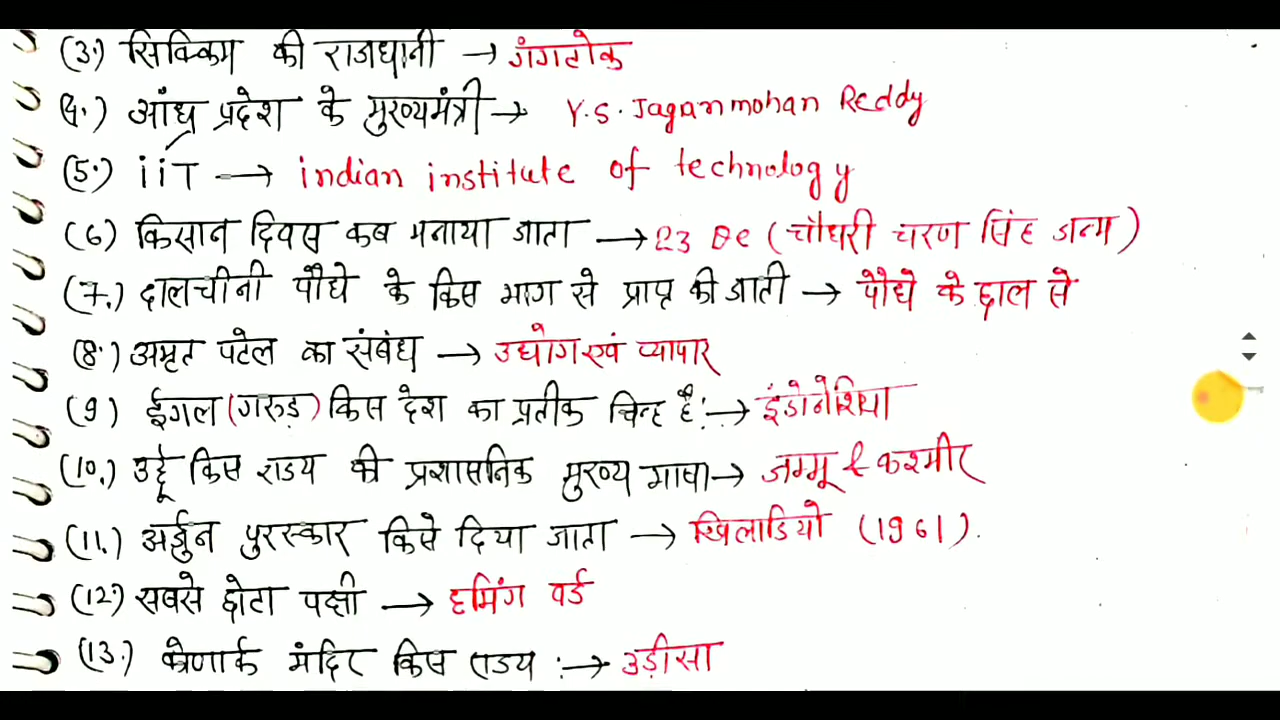 (3.) सिक्किम की राजधानी → गंगटोक
(4.) आंध्र प्रदेश के मुख्यमंत्री → Y.S. Jaganmohan Reddy
(5.) iiT → indian institute of technology
(6) किसान दिवस कब मनाया जाता → 23 De (चौधरी चरण सिंह जन्म)
(7.) दालचीनी पौधे के किस भाग से प्राप्त की जाती → पौधे के छाल से
(8.) अमृत पटेल का संबंध → उद्योग एवं व्यापार
(9) ईगल (गरुड़) किस देश का प्रतीक चिन्ह है :→ इंडोनेशिया
(10.) उर्दू किस राज्य की प्रशासनिक मुख्य भाषा → जम्मू & कश्मीर
(11.) अर्जुन पुरस्कार किसे दिया जाता → खिलाडियो (1961).
(12.) सबसे छोटा पक्षी → हमिंग वर्ड
(13.) कोणार्क मंदिर किस राज्य :→ उड़ीसा